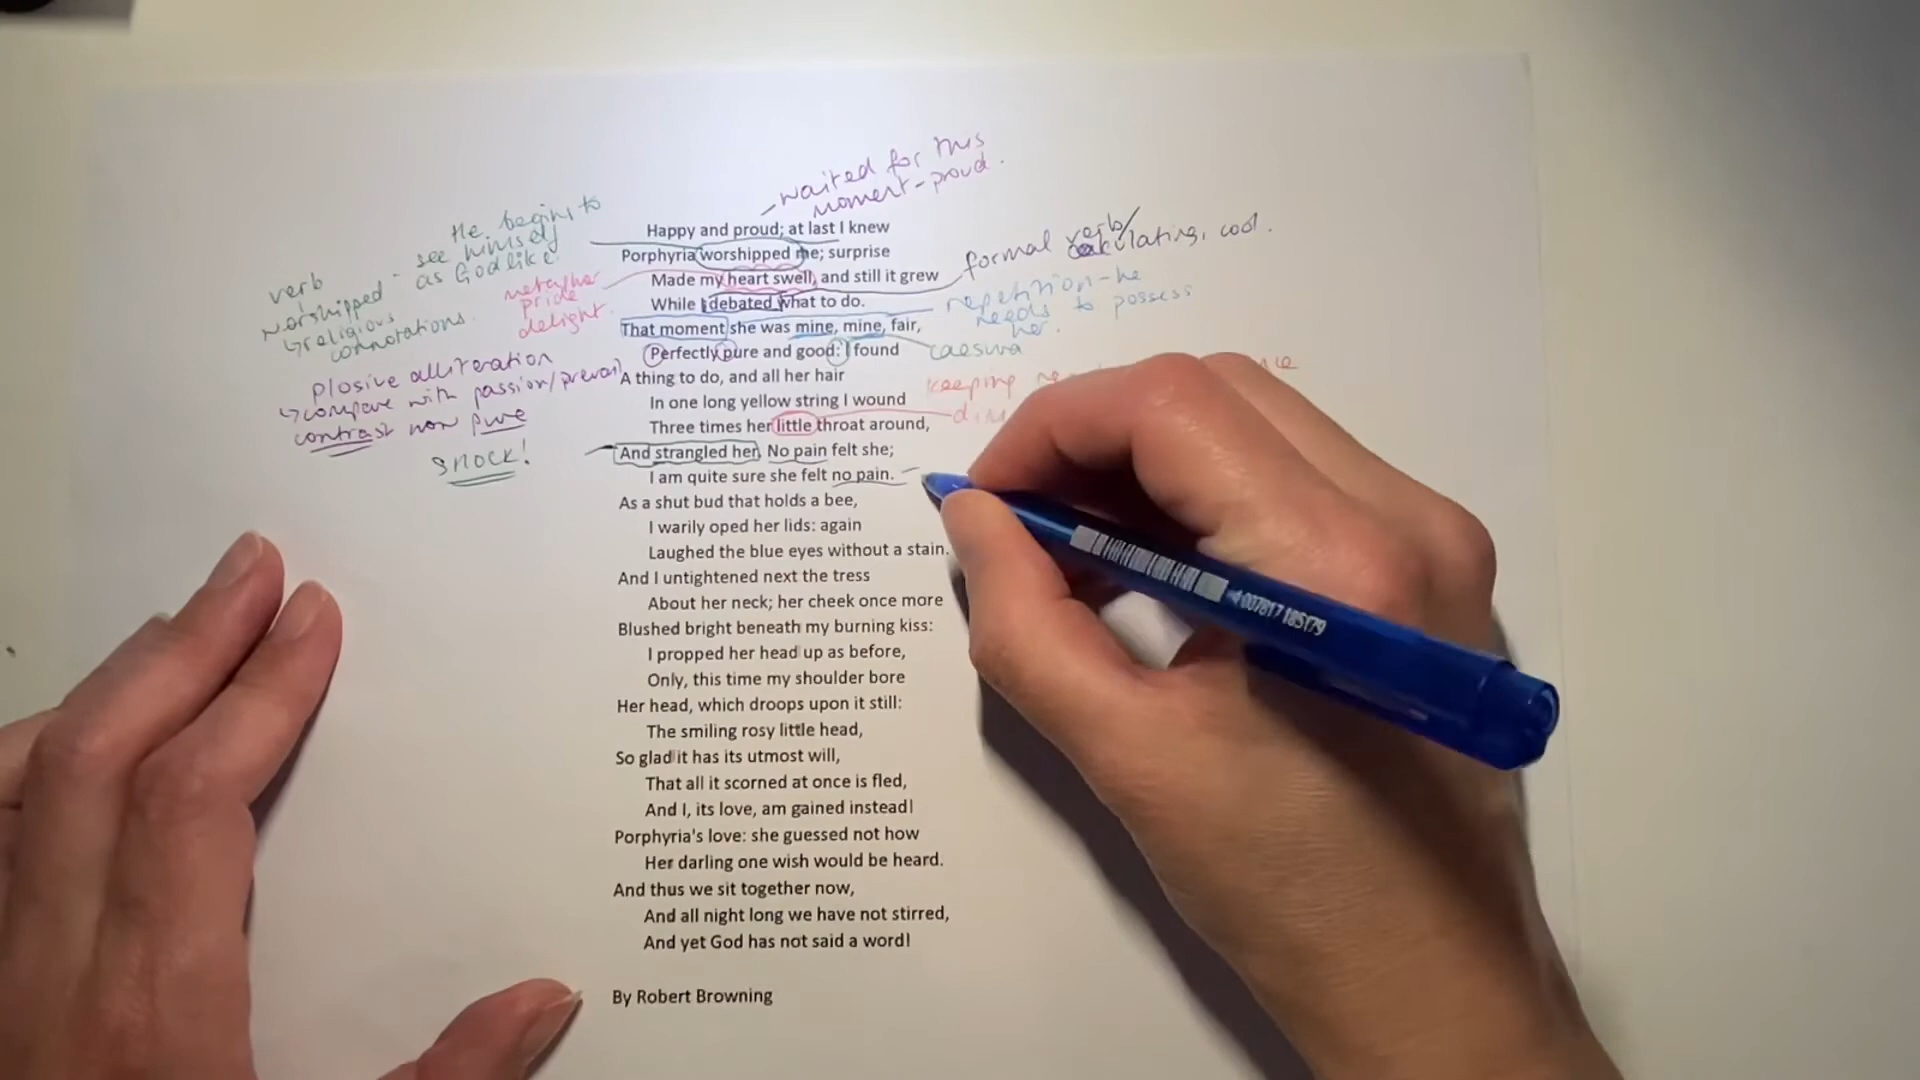 waited for this
moment - proud.
He begins to
see himself
as Godlike
verb
worshipped -
↳religious
connotations.
metaphor
pride
delight.
plosive alliteration
↳compare with passion/prevail
contrast now pure
SHOCK!
Happy and proud; at last I knew
Porphyria worshipped me; surprise
Made my heart swell, and still it grew
While I debated what to do.
That moment she was mine, mine, fair,
Perfectly pure and good: I found
A thing to do, and all her hair
In one long yellow string I wound
Three times her little throat around,
And strangled her. No pain felt she;
I am quite sure she felt no pain.
As a shut bud that holds a bee,
I warily oped her lids: again
Laughed the blue eyes without a stain.
And I untightened next the tress
About her neck; her cheek once more
Blushed bright beneath my burning kiss:
I propped her head up as before,
Only, this time my shoulder bore
Her head, which droops upon it still:
The smiling rosy little head,
So glad it has its utmost will,
That all it scorned at once is fled,
And I, its love, am gained instead!
Porphyria's love: she guessed not how
Her darling one wish would be heard.
And thus we sit together now,
And all night long we have not stirred,
And yet God has not said a word!
By Robert Browning
formal verb/
calculating, cool.
repetition - he
needs to possess
her.
caesura
keeping
007817 185179